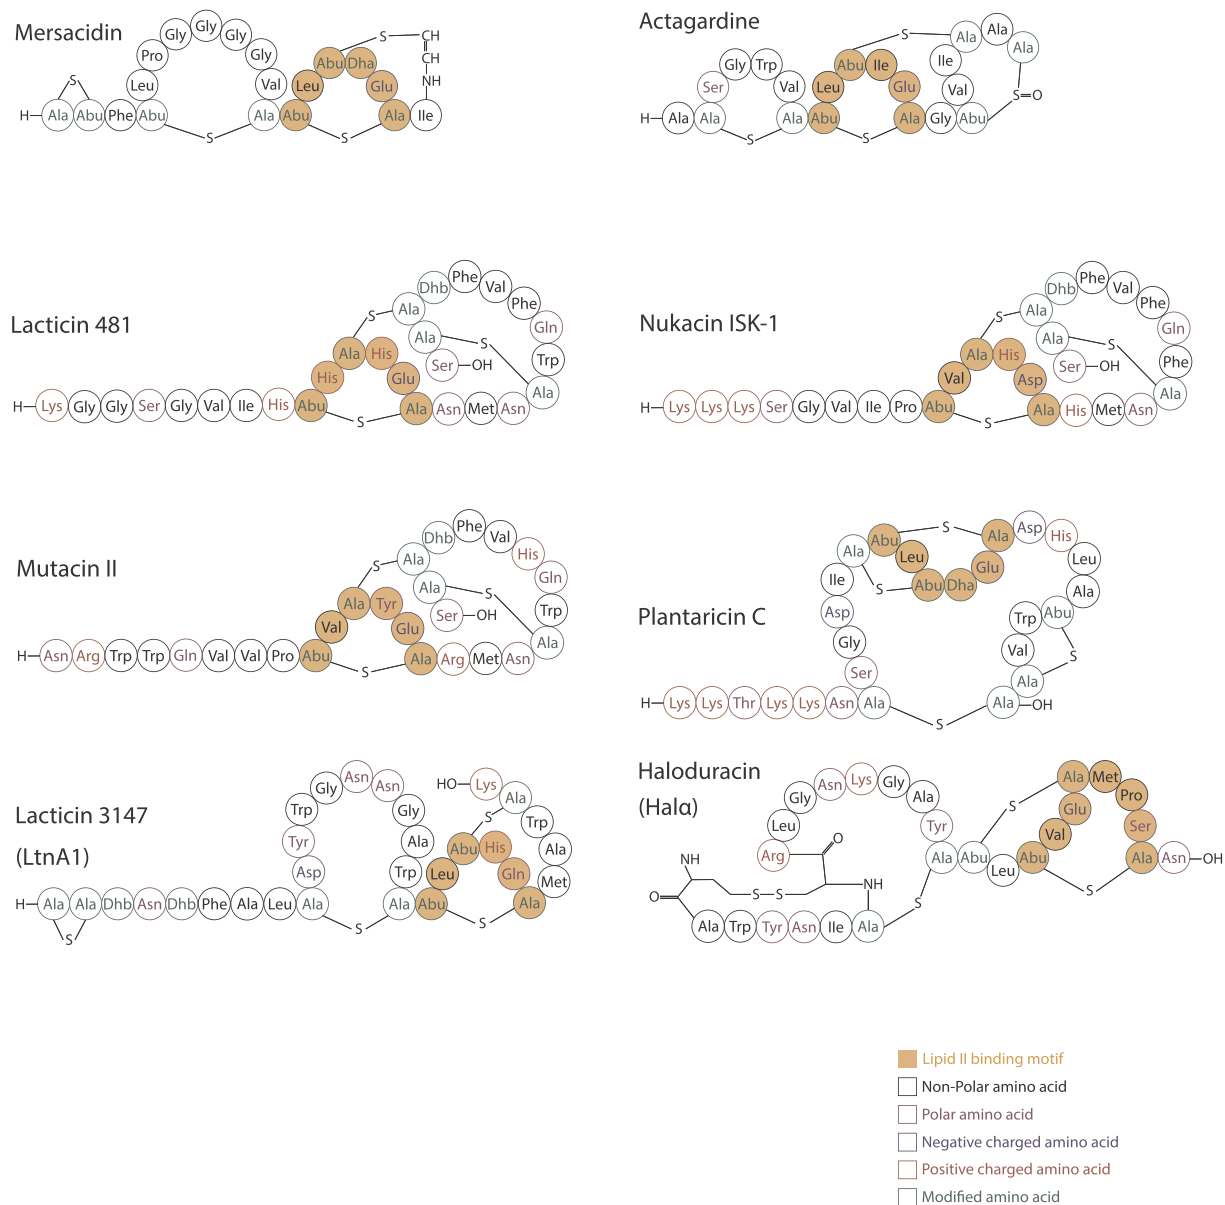 Mersacidin
H Ala Abu Phe Abu Leu Pro Gly Gly Gly Gly Val Ala Abu Leu Abu Dha Glu Ala Ile
S S S S CH CH NH
Actagardine
H Ala Ala Ser Gly Trp Val Ala Abu Leu Abu Ile Glu Ala Gly Val Ile Ala Ala Ala Abu
S S S S=O
Lacticin 481
H Lys Gly Gly Ser Gly Val Ile His Abu His Ala His Glu Ala Asn Met Asn Ala Trp Gln Phe Val Phe Dhb Ala Ala Ser OH
S S S
Nukacin ISK-1
H Lys Lys Lys Ser Gly Val Ile Pro Abu Val Ala His Asp Ala His Met Asn Ala Phe Gln Phe Val Phe Dhb Ala Ala Ser OH
S S S
Mutacin II
H Asn Arg Trp Trp Gln Val Val Pro Abu Val Ala Tyr Glu Ala Arg Met Asn Ala Trp Gln His Val Phe Dhb Ala Ala Ser OH
S S S
Plantaricin C
H Lys Lys Thr Lys Lys Asn Ala Ser Gly Asp Ile Ala Abu Leu Abu Dha Glu Ala Asp His Leu Ala Abu Trp Val Ala Ala OH
S S S S
Lacticin 3147
(LtnA1)
H Ala Ala Dhb Asn Dhb Phe Ala Leu Ala Asp Tyr Trp Gly Asn Asn Gly Ala Trp Ala Abu Leu Abu His Gln Ala Met Ala Trp Ala Lys HO
S S S S
Haloduracin
(Halα)
NH O Ala Trp Tyr Asn Ile Ala NH S S O Arg Leu Gly Asn Lys Gly Ala Tyr Ala Abu Leu Abu Val Glu Ala Met Pro Ser Ala Asn OH
S S S
Lipid II binding motif
Non-Polar amino acid
Polar amino acid
Negative charged amino acid
Positive charged amino acid
Modified amino acid